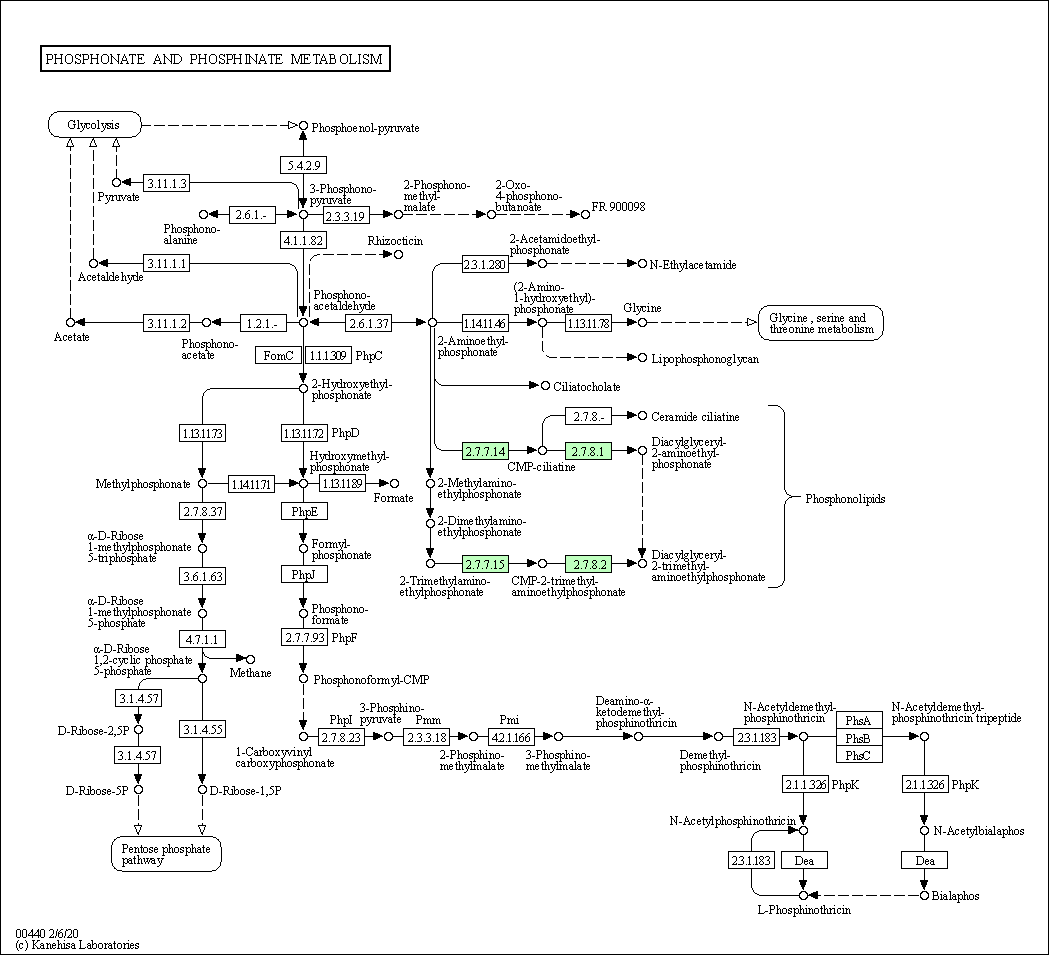 PHOSPHONATE AND PHOSPHINATE METABOLISM
Glycolysis
Phosphoenol-pyruvate
5.4.2.9
3.11.1.3
Pyruvate
3-Phosphono-
pyruvate
2-Phosphono-
methyl-
malate
2-Oxo-
4-phosphono-
butanoate
FR 900098
2.6.1.-
2.3.3.19
Phosphono-
alanine
4.1.1.82
Rhizocticin
2-Acetamidoethyl-
phosphonate
3.11.1.1
Acetaldehyde
2.3.1.280
N-Ethylacetamide
Phosphono-
acetaldehyde
(2-Amino-
1-hydroxyethyl)-
phosphonate
Glycine
3.11.1.2
1.2.1.-
2.6.1.37
1.14.11.46
1.13.11.78
Glycine , serine and
threonine metabolism
Acetate
Phosphono-
acetate
2-Aminoethyl-
phosphonate
FomC
1.1.1.309
PhpC
Lipophosphonoglycan
2-Hydroxyethyl-
phosphonate
Ciliatocholate
2.7.8.-
Ceramide ciliatine
1.13.11.73
1.13.11.72
PhpD
2.7.7.14
2.7.8.1
Diacylglyceryl-
2-aminoethyl-
phosphonate
CMP-ciliatine
Hydroxymethyl-
phosphonate
Methylphosphonate
1.14.11.71
1.13.11.89
Formate
2-Methylamino-
ethylphosphonate
Phosphonolipids
2.7.8.37
PhpE
2-Dimethylamino-
ethylphosphonate
α-D-Ribose
1-methylphosphonate
5-triphosphate
Formyl-
phosphonate
2.7.7.15
2.7.8.2
Diacylglyceryl-
2-trimethyl-
aminoethylphosphonate
3.6.1.63
PhpJ
2-Trimethylamino-
ethylphosphonate
CMP-2-trimethyl-
aminoethylphosphonate
α-D-Ribose
1-methylphosphonate
5-phosphate
Phosphono-
formate
4.7.1.1
2.7.7.93
PhpF
α-D-Ribose
1,2-cyclic phosphate
5-phosphate
Methane
Phosphonoformyl-CMP
3.1.4.57
3-Phosphino-
pyruvate
Deamino-α-
ketodemethyl-
phosphinothricin
N-Acetyldemethyl-
phosphinothricin
N-Acetyldemethyl-
phosphinothricin tripeptide
D-Ribose-2,5P
3.1.4.55
PhpI
Pmm
Pmi
PhsA
2.7.8.23
2.3.3.18
4.2.1.166
2.3.1.183
PhsB
3.1.4.57
1-Carboxyvinyl
carboxyphosphonate
2-Phosphino-
methylmalate
3-Phosphino-
methylmalate
Demethyl-
phosphinothricin
PhsC
D-Ribose-5P
D-Ribose-1,5P
2.1.1.326
PhpK
2.1.1.326
PhpK
N-Acetylphosphinothricin
N-Acetylbialaphos
Pentose phosphate
pathway
2.3.1.183
Dea
Dea
L-Phosphinothricin
Bialaphos
00440 2/6/20
(c) Kanehisa Laboratories